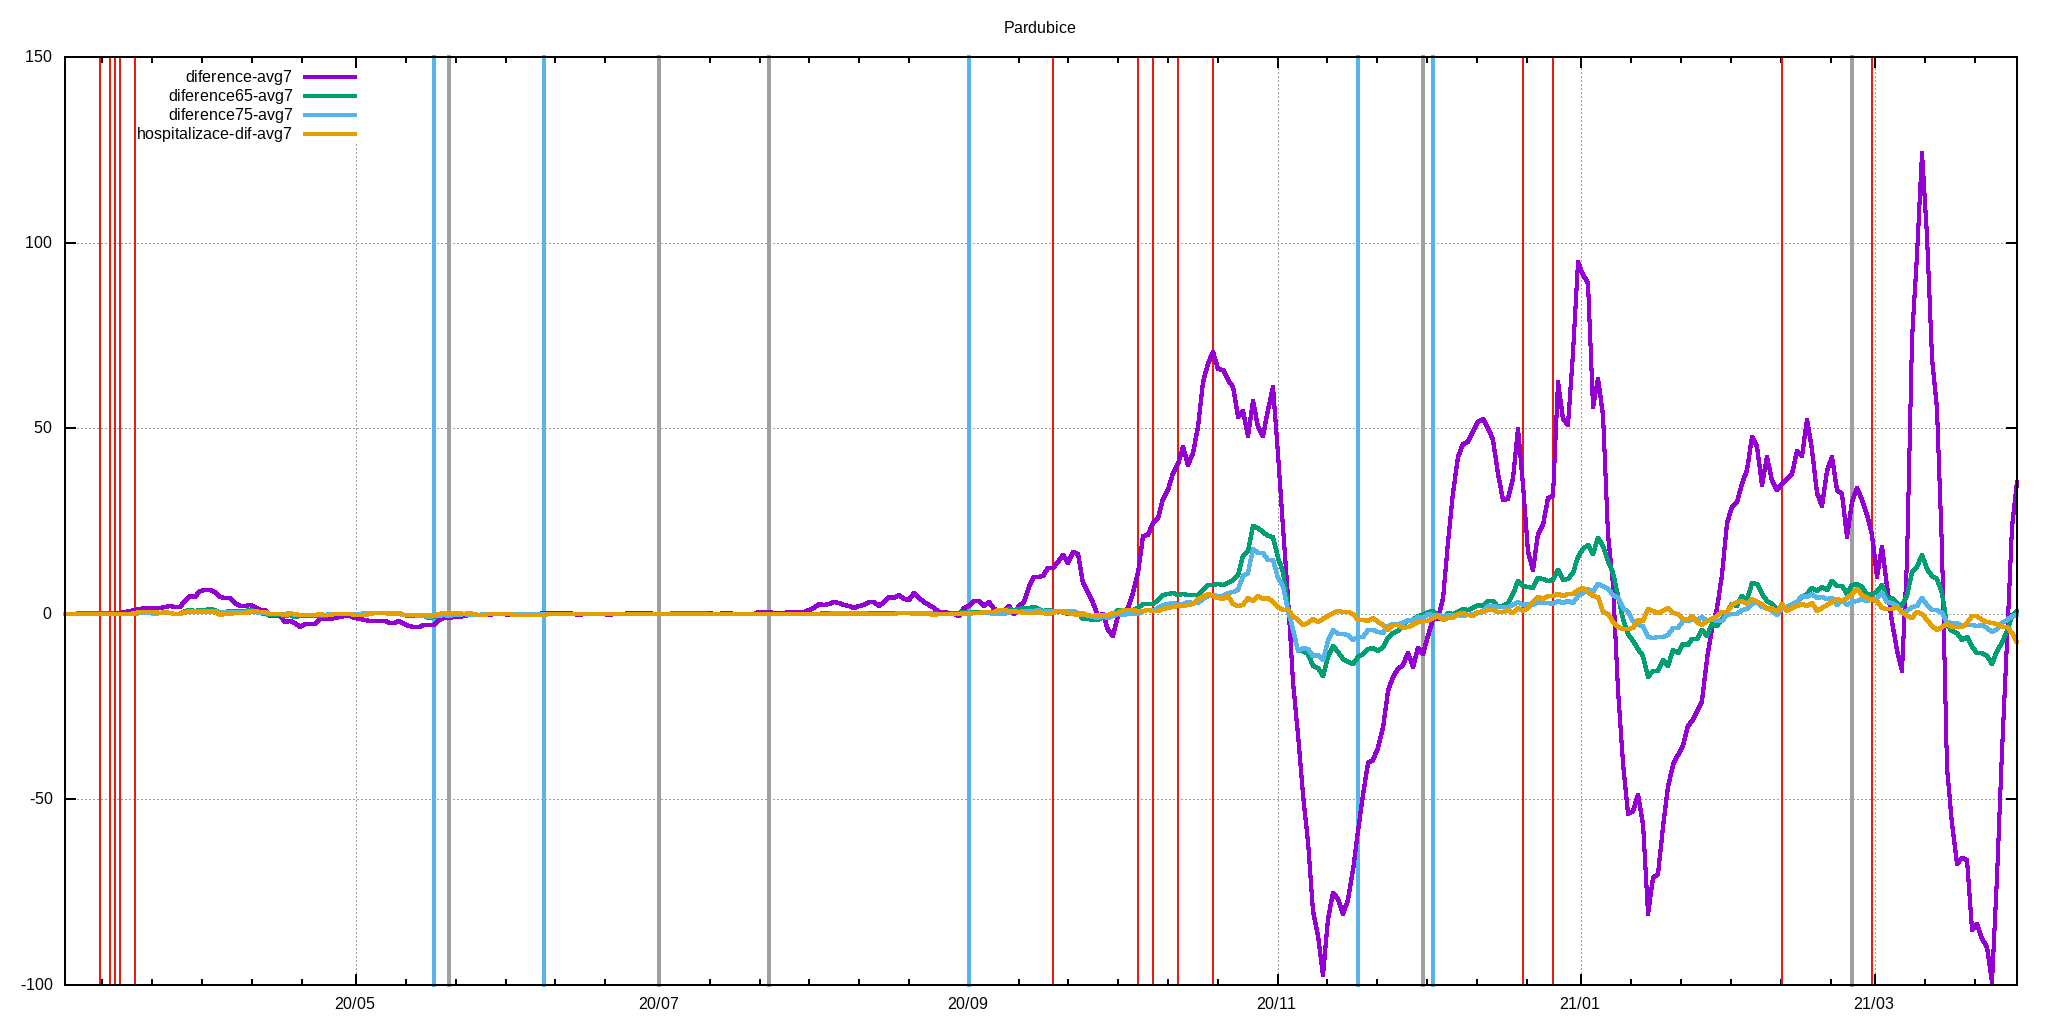 Pardubice
150
100
50
0
-50
-100
diference-avg7
diference65-avg7
diference75-avg7
hospitalizace-dif-avg7
20/05
20/07
20/09
20/11
21/01
21/03